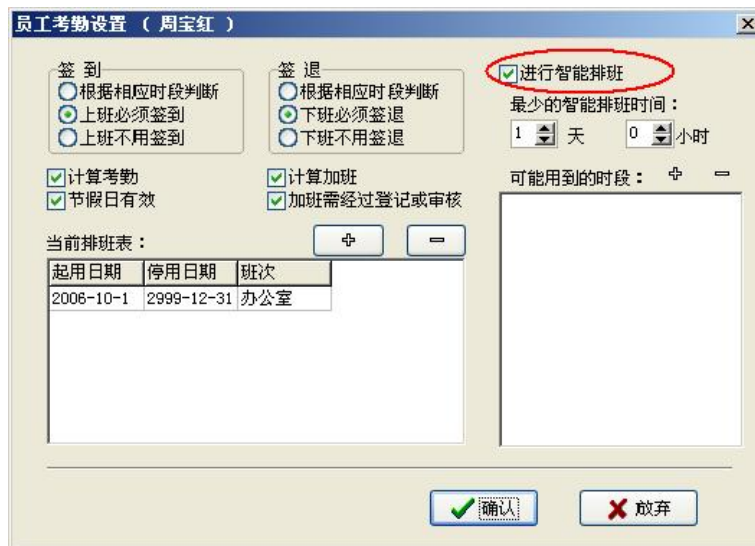 员工考勤设置 （ 周宝红 ）
签 到
根据相应时段判断
上班必须签到
上班不用签到
签 退
根据相应时段判断
下班必须签退
下班不用签退
进行智能排班
最少的智能排班时间：
1 天 0 小时
计算考勤
计算加班
节假日有效
加班需经过登记或审核
可能用到的时段：
当前排班表：
起用日期 停用日期 班次
2006-10-1 2999-12-31 办公室
确认
放弃